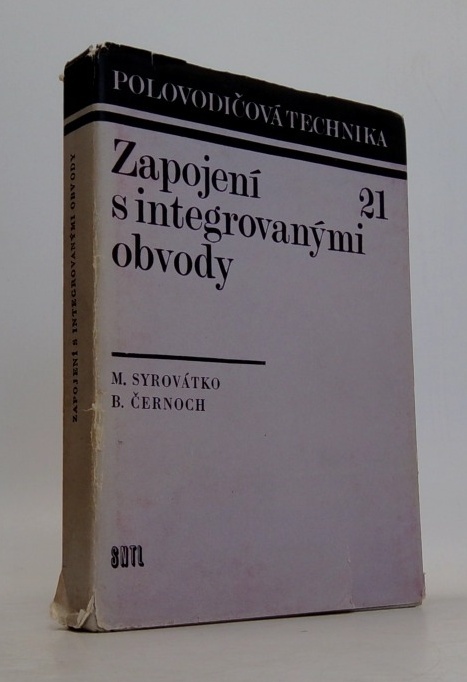 POLOVODIČOVÁ TECHNIKA
Zapojení
s integrovanými
obvody
21
M. SYROVÁTKO
B. ČERNOCH
SNTL
ZAPOJENÍ S INTEGROVANÝMI OBVODY